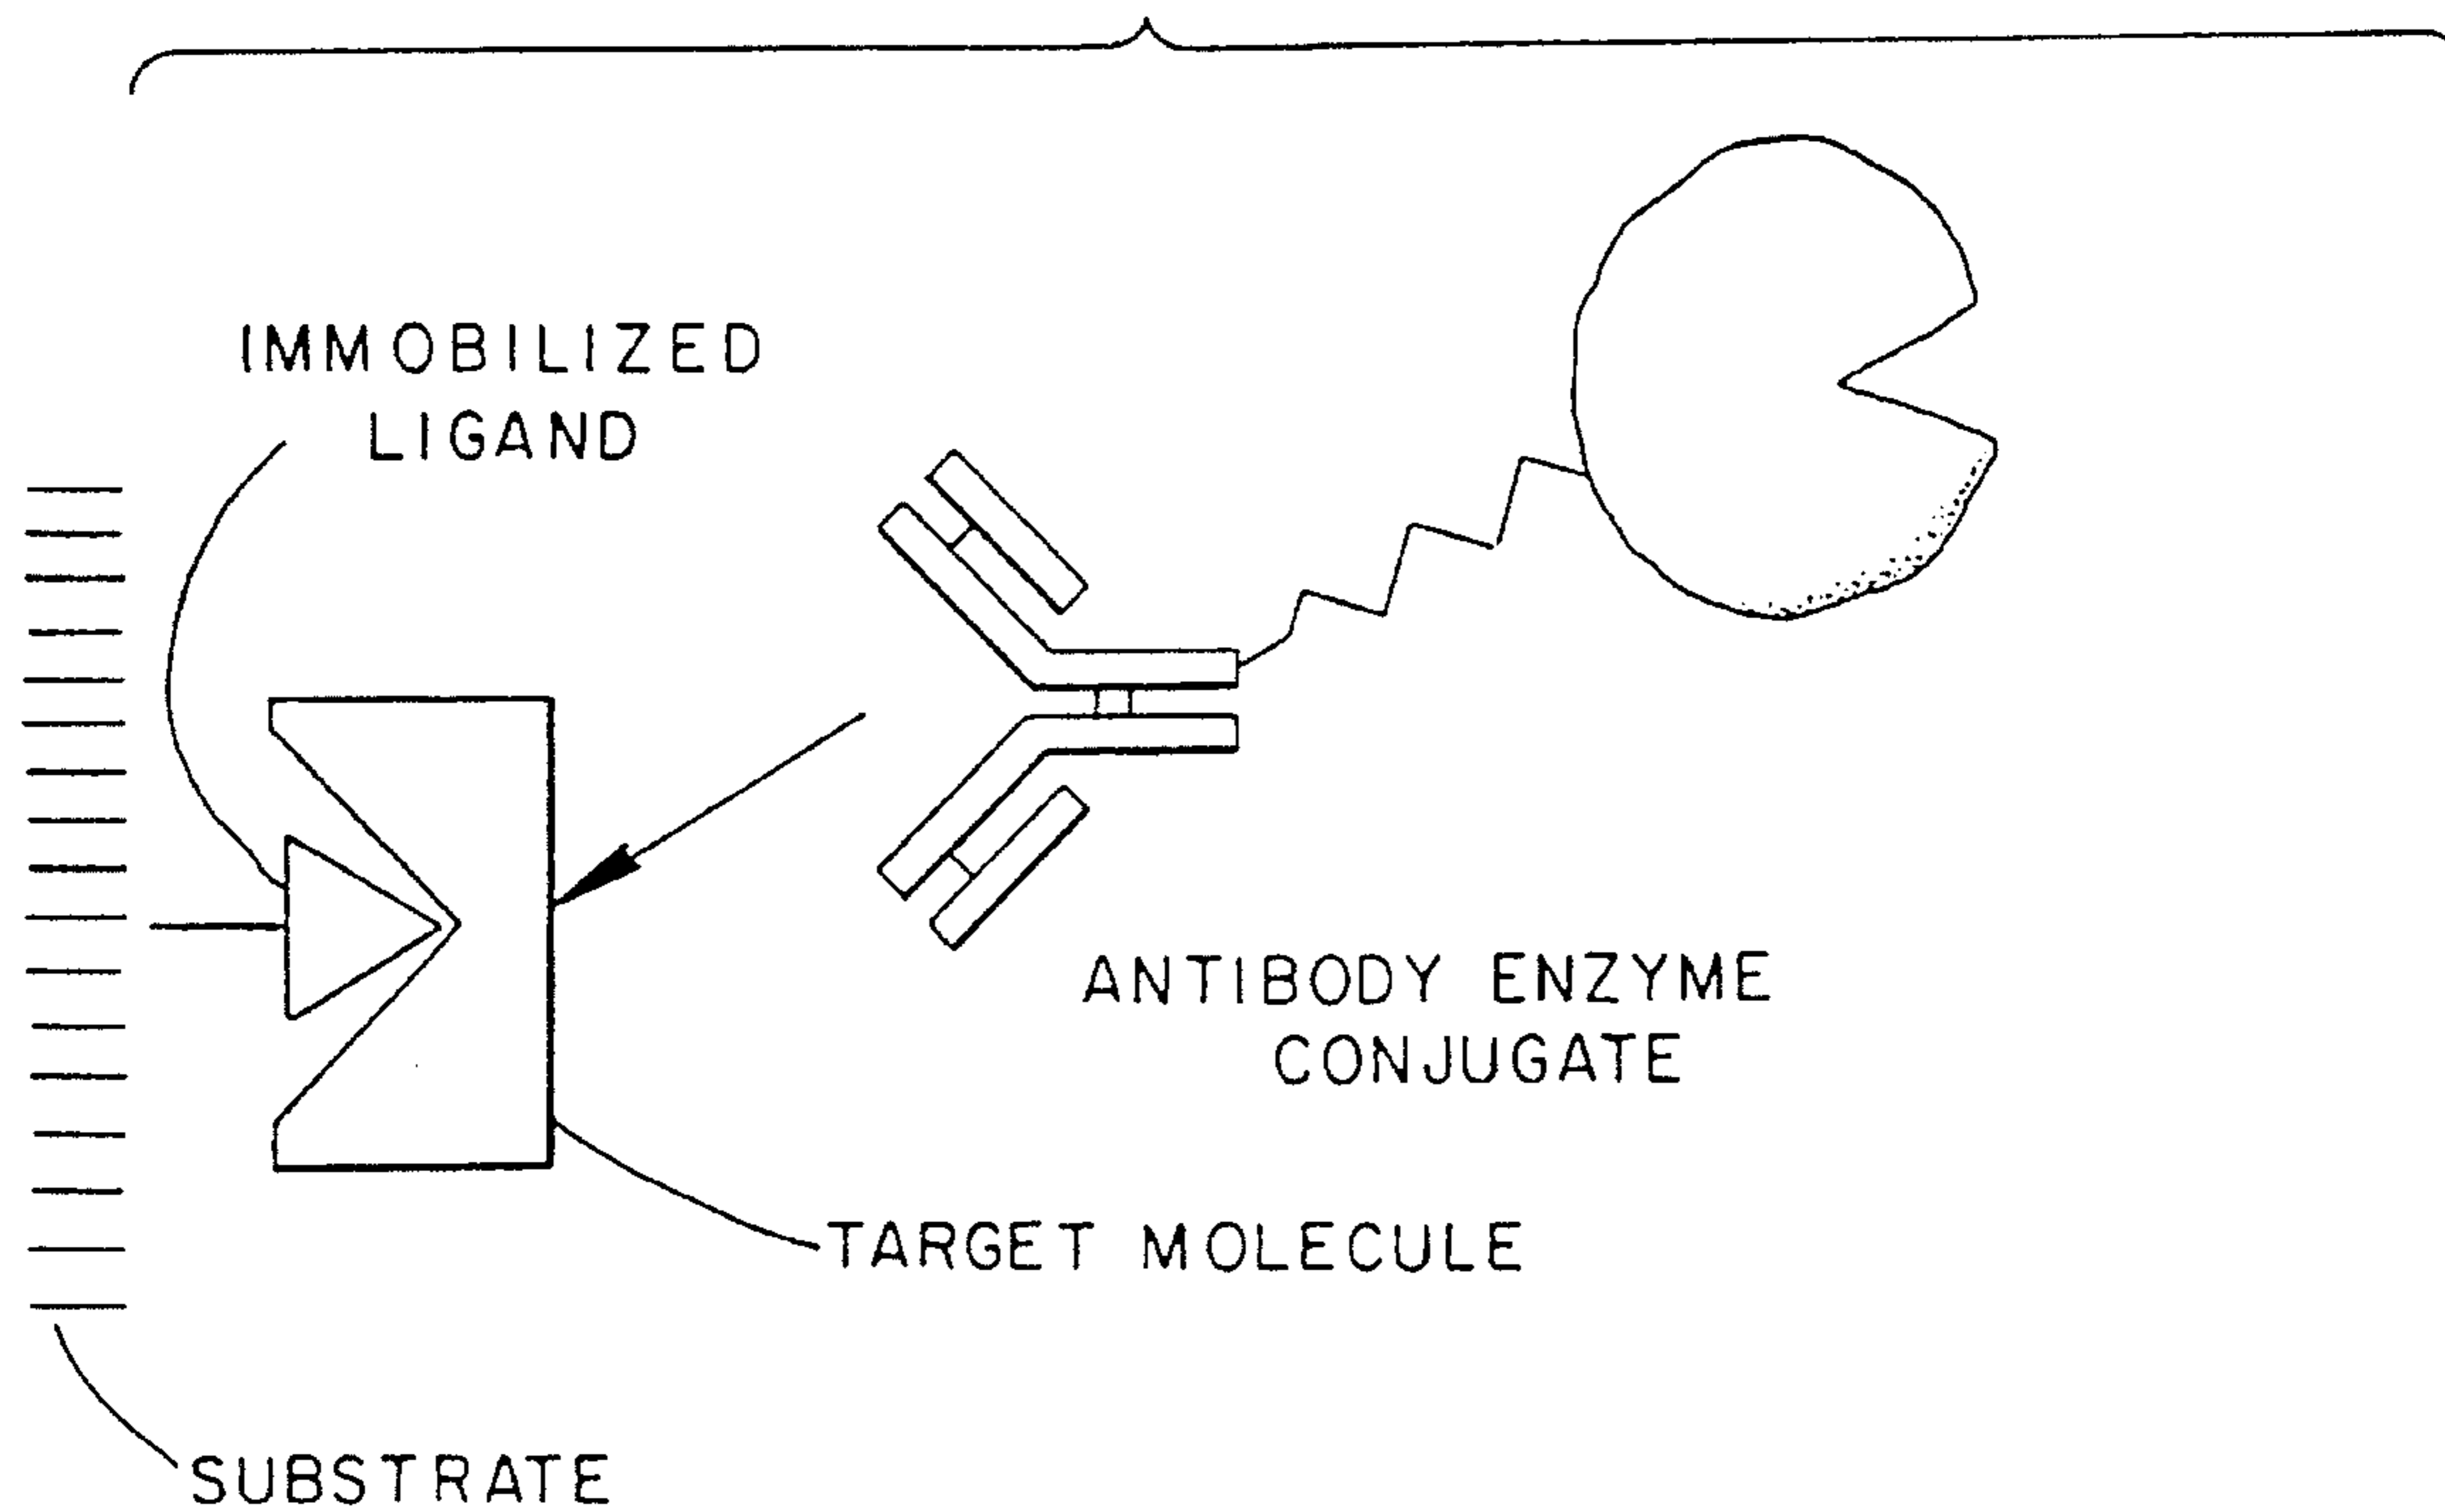 IMMOBILIZED
LIGAND
ANTIBODY ENZYME
CONJUGATE
TARGET MOLECULE
SUBSTRATE